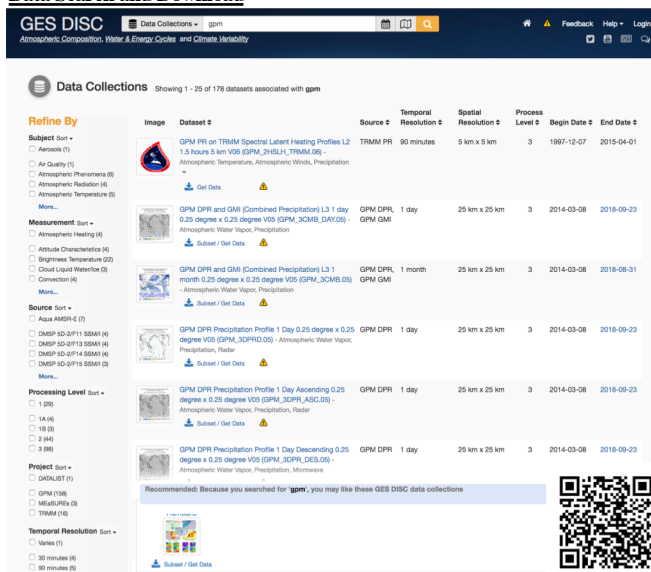 Data Search and Download
GES DISC
Data Collections
gpm
Feedback
Help
Login
Atmospheric Composition, Water & Energy Cycles and Climate Variability
Data Collections Showing 1 - 25 of 178 datasets associated with gpm
Refine By
Subject Sort
Aerosols (1)
Air Quality (1)
Atmospheric Phenomena (6)
Atmospheric Radiation (4)
Atmospheric Temperature (5)
More...
Measurement Sort
Atmospheric Heating (4)
Attitude Characteristics (4)
Brightness Temperature (22)
Cloud Liquid Water/Ice (3)
Convection (4)
More...
Source Sort
Aqua AMSR-E (7)
DMSP 5D-2/F11 SSM/I (4)
DMSP 5D-2/F13 SSM/I (4)
DMSP 5D-2/F14 SSM/I (4)
DMSP 5D-2/F15 SSM/I (3)
More...
Processing Level Sort
1 (29)
1A (4)
1B (3)
2 (44)
3 (98)
Project Sort
DATALIST (1)
GPM (158)
MEaSUREs (3)
TRMM (16)
Temporal Resolution Sort
Varies (1)
30 minutes (4)
90 minutes (5)
Image Dataset Source Temporal Resolution Spatial Resolution Process Level Begin Date End Date
GPM PR on TRMM Spectral Latent Heating Profiles L2
1.5 hours 5 km V06 (GPM_2HSLH_TRMM.06) -
Atmospheric Temperature, Atmospheric Winds, Precipitation
TRMM PR 90 minutes 5 km x 5 km 3 1997-12-07 2015-04-01
Get Data
GPM DPR and GMI (Combined Precipitation) L3 1 day
0.25 degree x 0.25 degree V05 (GPM_3CMB_DAY.05) -
Atmospheric Water Vapor, Precipitation
GPM DPR, GPM GMI 1 day 25 km x 25 km 3 2014-03-08 2018-09-23
Subset / Get Data
GPM DPR and GMI (Combined Precipitation) L3 1
month 0.25 degree x 0.25 degree V05 (GPM_3CMB.05)
- Atmospheric Water Vapor, Precipitation
GPM DPR, GPM GMI 1 month 25 km x 25 km 3 2014-03-08 2018-08-31
Subset / Get Data
GPM DPR Precipitation Profile 1 Day 0.25 degree x 0.25
degree V05 (GPM_3DPRD.05) - Atmospheric Water Vapor,
Precipitation, Radar
GPM DPR 1 day 25 km x 25 km 3 2014-03-08 2018-09-23
Subset / Get Data
GPM DPR Precipitation Profile 1 Day Ascending 0.25
degree x 0.25 degree V05 (GPM_3DPR_ASC.05) -
Atmospheric Water Vapor, Precipitation, Radar
GPM DPR 1 day 25 km x 25 km 3 2014-03-08 2018-09-23
Subset / Get Data
GPM DPR Precipitation Profile 1 Day Descending 0.25
degree x 0.25 degree V05 (GPM_3DPR_DES.05) -
Atmospheric Water Vapor, Precipitation, Microwave
GPM DPR 1 day 25 km x 25 km 3 2014-03-08 2018-09-23
Recommended: Because you searched for 'gpm', you may like these GES DISC data collections
Subset / Get Data